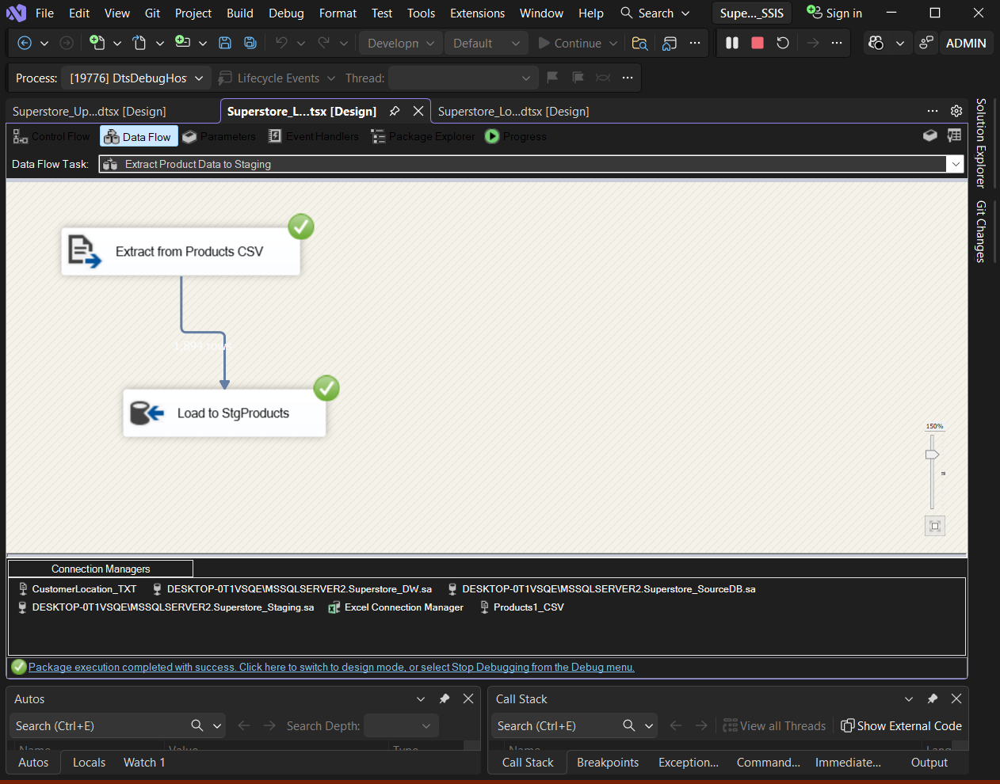 File Edit View Git Project Build Debug Format Test Tools Extensions Window Help Search Supe..._SSIS Sign in
Developn Default Continue ADMIN
Process: [19776] DtsDebugHos Lifecycle Events Thread:
Superstore_Up...dtsx [Design] Superstore_L...tsx [Design] Superstore_Lo...dtsx [Design]
Control Flow Data Flow Parameters Event Handlers Package Explorer Progress
Data Flow Task: Extract Product Data to Staging
Solution Explorer
Git Changes
Extract from Products CSV
1,894 rows
Load to StgProducts
150%
Connection Managers
CustomerLocation_TXT DESKTOP-0T1VSQE\MSSQLSERVER2.Superstore_DW.sa DESKTOP-0T1VSQE\MSSQLSERVER2.Superstore_SourceDB.sa
DESKTOP-0T1VSQE\MSSQLSERVER2.Superstore_Staging.sa Excel Connection Manager Products1_CSV
Package execution completed with success. Click here to switch to design mode, or select Stop Debugging from the Debug menu.
Autos
Search (Ctrl+E) Search Depth:
Name Value Type
Autos Locals Watch 1
Call Stack
Search (Ctrl+E) View all Threads Show External Code
Name Lang
Call Stack Breakpoints Exception... Command... Immediate... Output